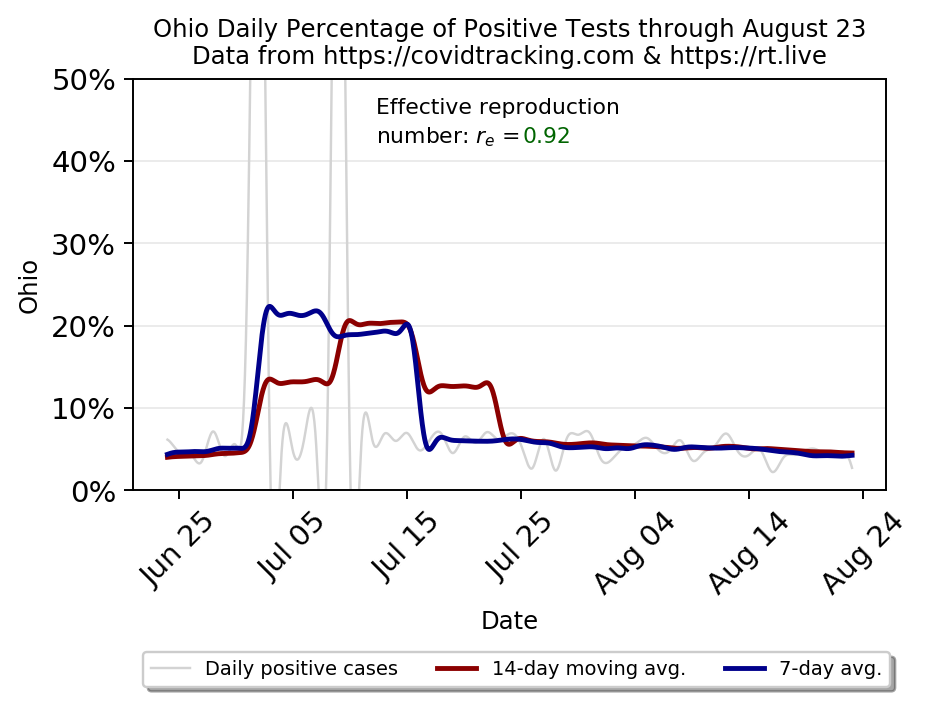 Ohio Daily Percentage of Positive Tests through August 23
Data from https://covidtracking.com & https://rt.live
50%
40%
30%
20%
10%
0%
Ohio
Effective reproduction
number: rₑ = 0.92
Jun 25
Jul 05
Jul 15
Jul 25
Aug 04
Aug 14
Aug 24
Date
Daily positive cases
14-day moving avg.
7-day avg.